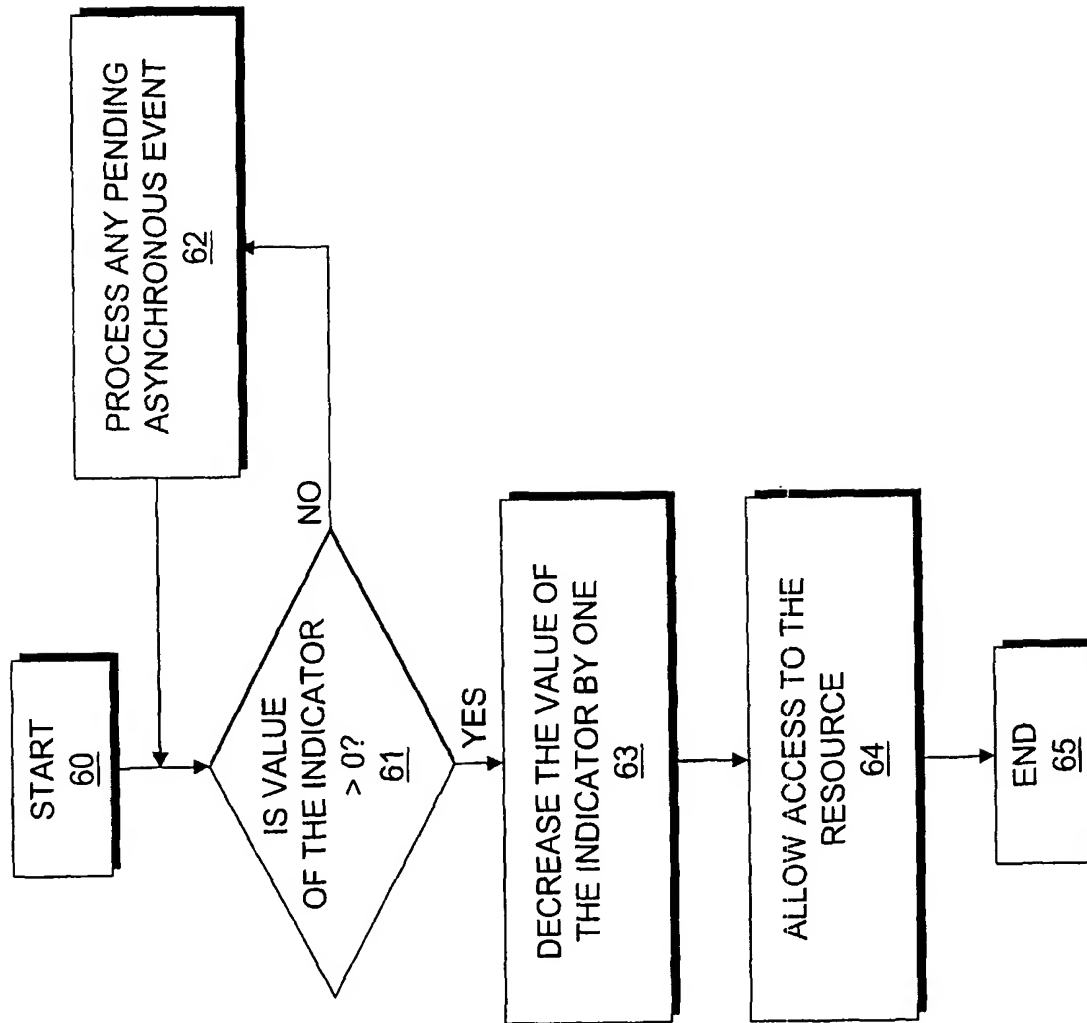 START
60
IS VALUE
OF THE INDICATOR
> 0?
61
NO
PROCESS ANY PENDING
ASYNCHRONOUS EVENT
62
YES
DECREASE THE VALUE OF
THE INDICATOR BY ONE
63
ALLOW ACCESS TO THE
RESOURCE
64
END
65